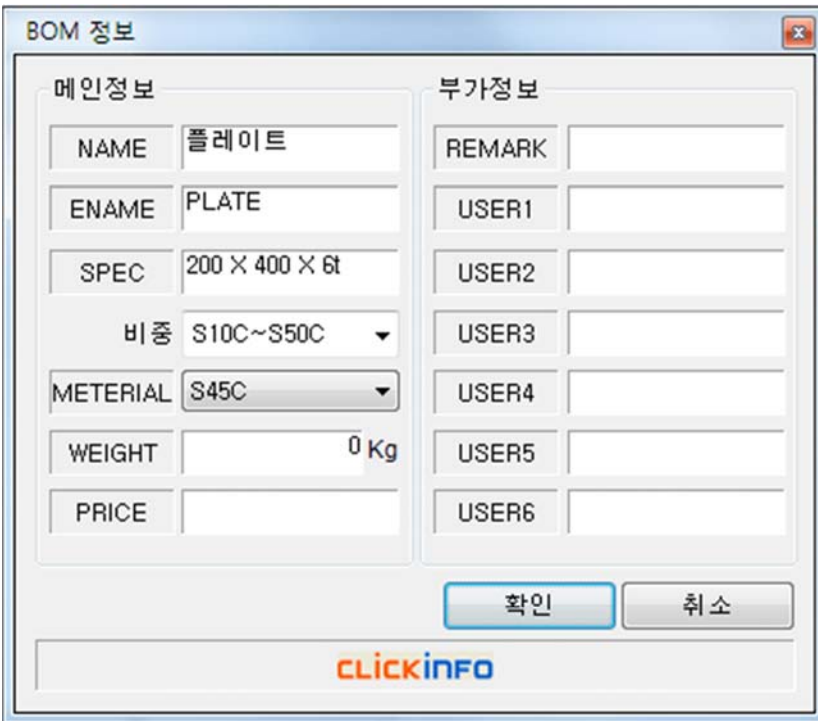 BOM 정보
메인정보
NAME 플레이트
ENAME PLATE
SPEC 200 X 400 X 6t
비중 S10C~S50C
METERIAL S45C
WEIGHT 0 Kg
PRICE
부가정보
REMARK
USER1
USER2
USER3
USER4
USER5
USER6
확인 취소
CLiCKiNFO